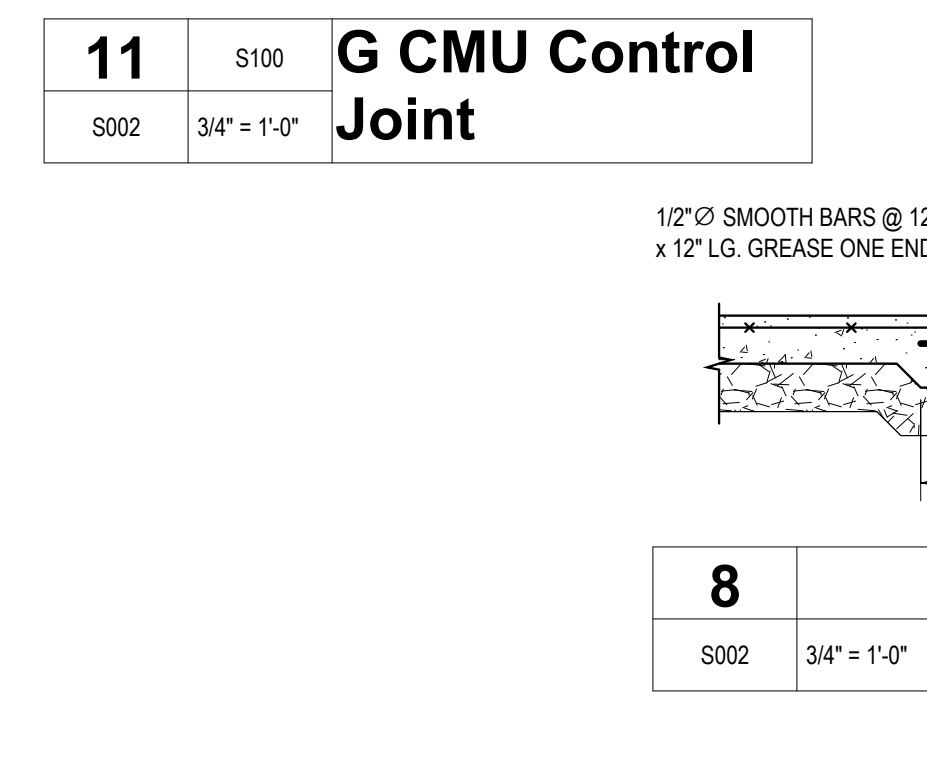 11
S100
G CMU Control
Joint
S002
3/4" = 1'-0"
1/2"∅ SMOOTH BARS @ 12
x 12" LG. GREASE ONE END
8
S002
3/4" = 1'-0"